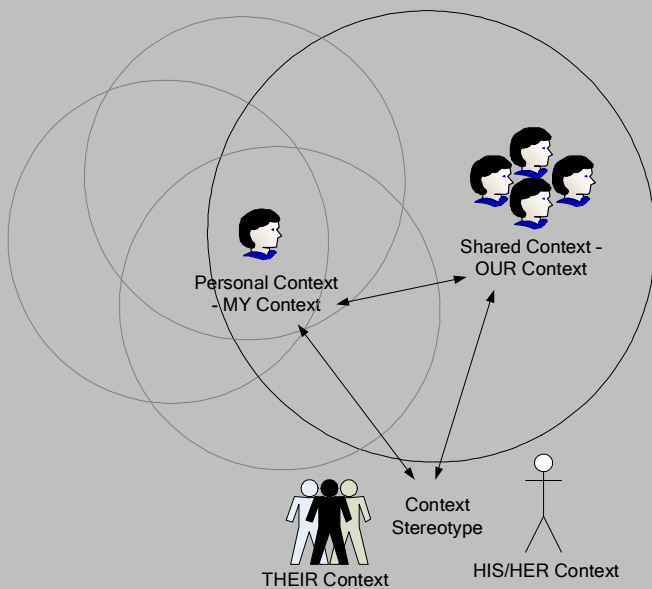 Shared Context -
OUR Context
Personal Context
- MY Context
Context
Stereotype
THEIR Context
HIS/HER Context